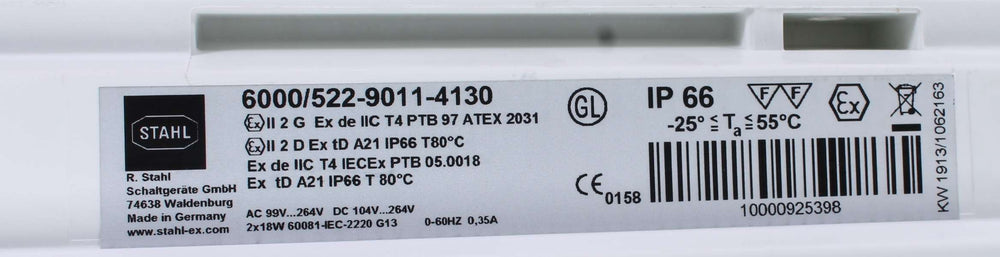 STAHL
R. Stahl
Schaltgeräte GmbH
74638 Waldenburg
Made in Germany
www.stahl-ex.com
6000/522-9011-4130
Ex II 2 G Ex de IIC T4 PTB 97 ATEX 2031
Ex II 2 D Ex tD A21 IP66 T80°C
Ex de IIC T4 IECEx PTB 05.0018
Ex tD A21 IP66 T 80°C
AC 99V...264V DC 104V...264V
2x18W 60081-IEC-2220 G13 0-60HZ 0,35A
GL
CE 0158
IP 66 F F Ex
-25° ≦ Ta ≦ 55°C
10000925398
KW 1913/1062163